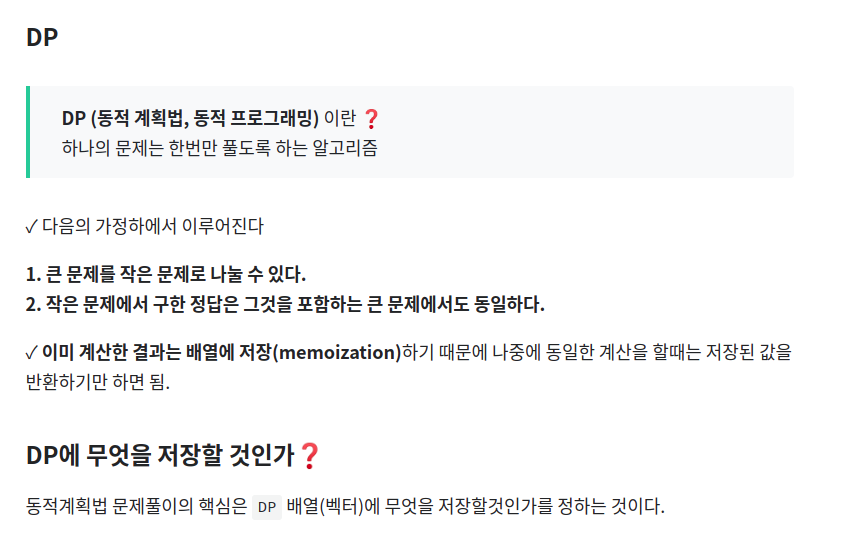 DP
DP (동적 계획법, 동적 프로그래밍) 이란 ❓
하나의 문제는 한번만 풀도록 하는 알고리즘
✓ 다음의 가정하에서 이루어진다
1. 큰 문제를 작은 문제로 나눌 수 있다.
2. 작은 문제에서 구한 정답은 그것을 포함하는 큰 문제에서도 동일하다.
✓ 이미 계산한 결과는 배열에 저장(memoization)하기 때문에 나중에 동일한 계산을 할때는 저장된 값을
반환하기만 하면 됨.
DP에 무엇을 저장할 것인가❓
동적계획법 문제풀이의 핵심은 DP 배열(벡터)에 무엇을 저장할것인가를 정하는 것이다.